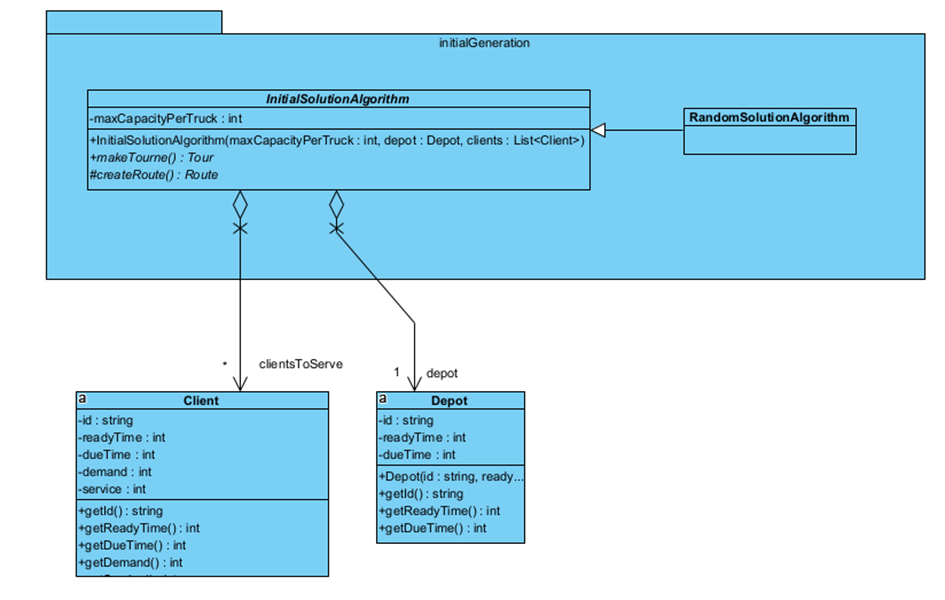 initialGeneration
InitialSolutionAlgorithm
-maxCapacityPerTruck : int
+InitialSolutionAlgorithm(maxCapacityPerTruck : int, depot : Depot, clients : List<Client>)
+makeTourne() : Tour
#createRoute() : Route
RandomSolutionAlgorithm
* clientsToServe
1 depot
a Client
-id : string
-readyTime : int
-dueTime : int
-demand : int
-service : int
+getId() : string
+getReadyTime() : int
+getDueTime() : int
+getDemand() : int
a Depot
-id : string
-readyTime : int
-dueTime : int
+Depot(id : string, ready...
+getId() : string
+getReadyTime() : int
+getDueTime() : int